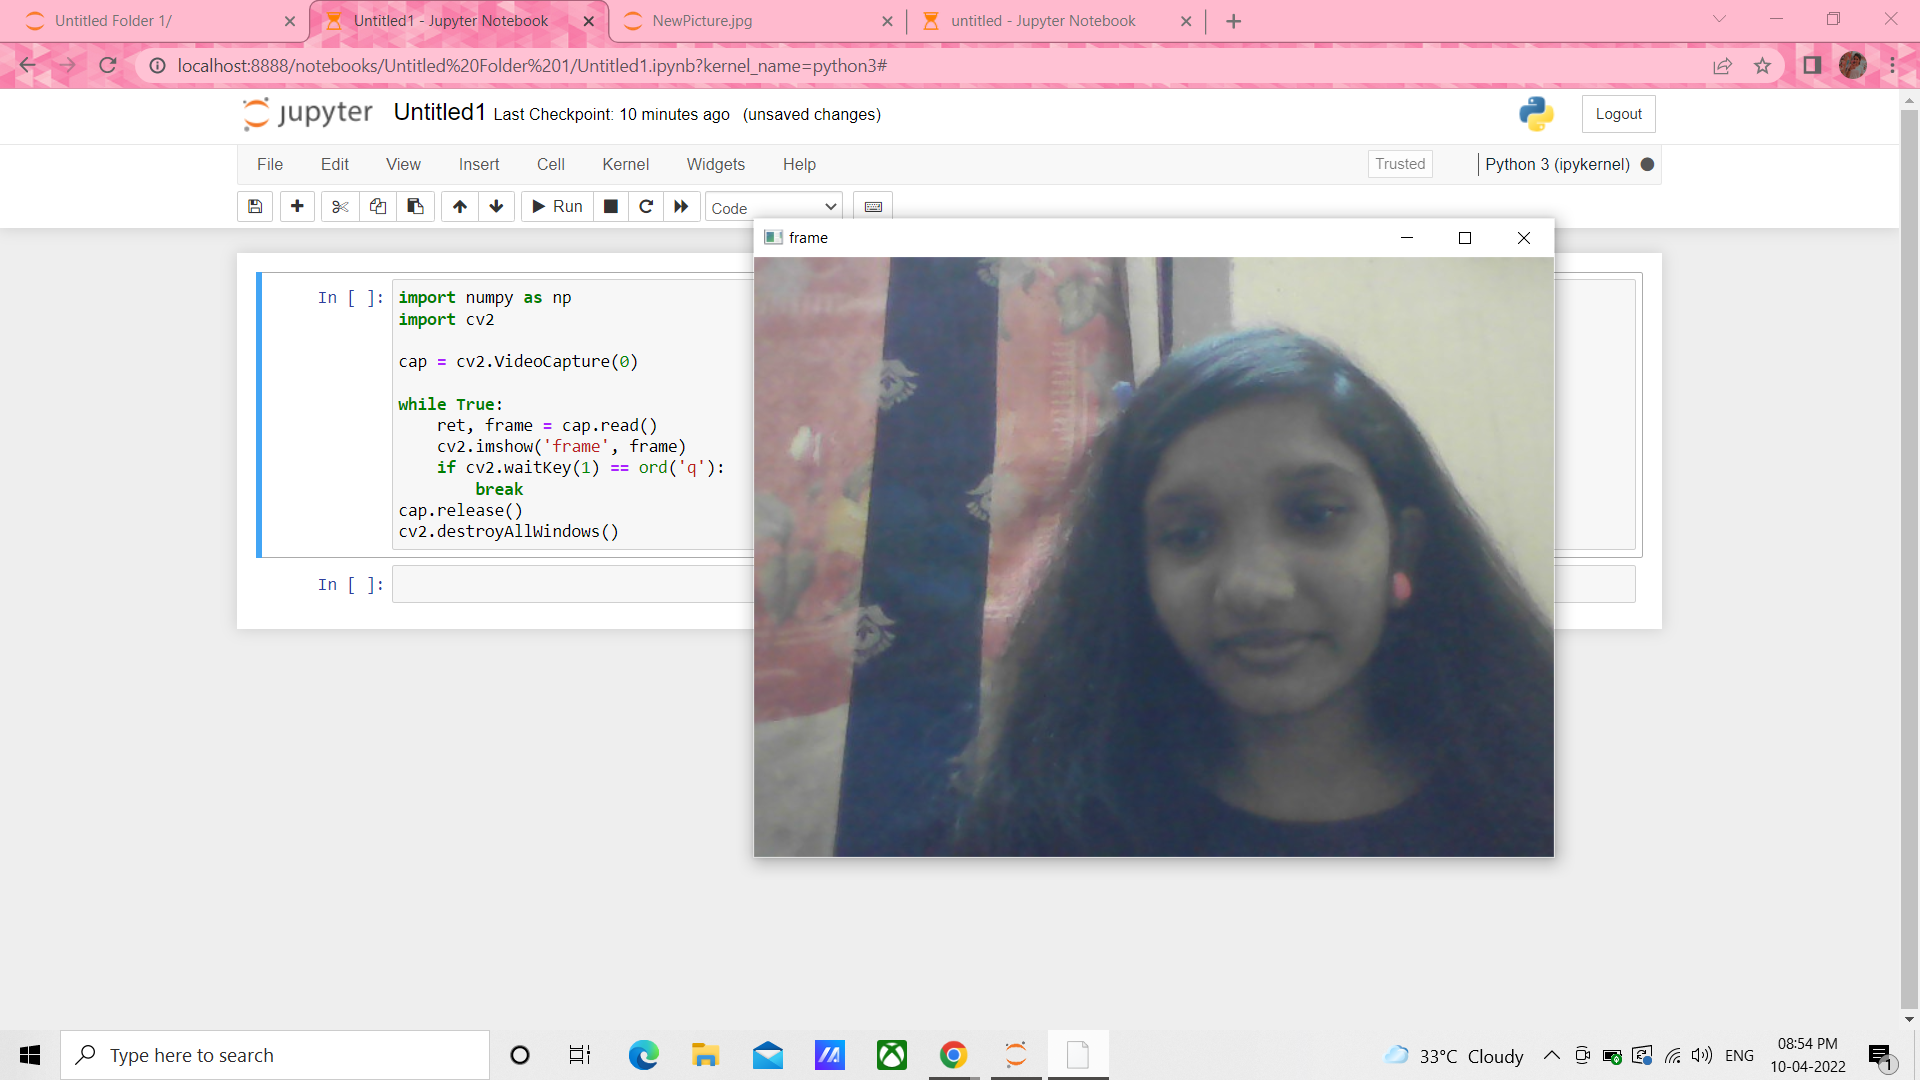 Untitled Folder 1/
Untitled1 - Jupyter Notebook
NewPicture.jpg
untitled - Jupyter Notebook
localhost:8888/notebooks/Untitled%20Folder%201/Untitled1.ipynb?kernel_name=python3#
jupyter Untitled1 Last Checkpoint: 10 minutes ago (unsaved changes)
Logout
File Edit View Insert Cell Kernel Widgets Help
Trusted
Python 3 (ipykernel)
Run
Code
frame
In [ ]:
import numpy as np
import cv2
cap = cv2.VideoCapture(0)
while True:
    ret, frame = cap.read()
    cv2.imshow('frame', frame)
    if cv2.waitKey(1) == ord('q'):
        break
cap.release()
cv2.destroyAllWindows()
In [ ]:
Type here to search
33°C Cloudy
ENG
08:54 PM
10-04-2022
1